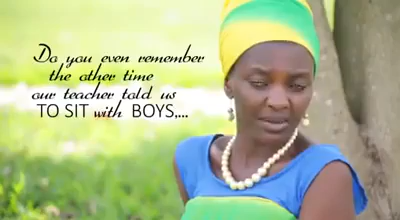 Do you even remember
the other time
our teacher told us
TO SIT with BOYS,...